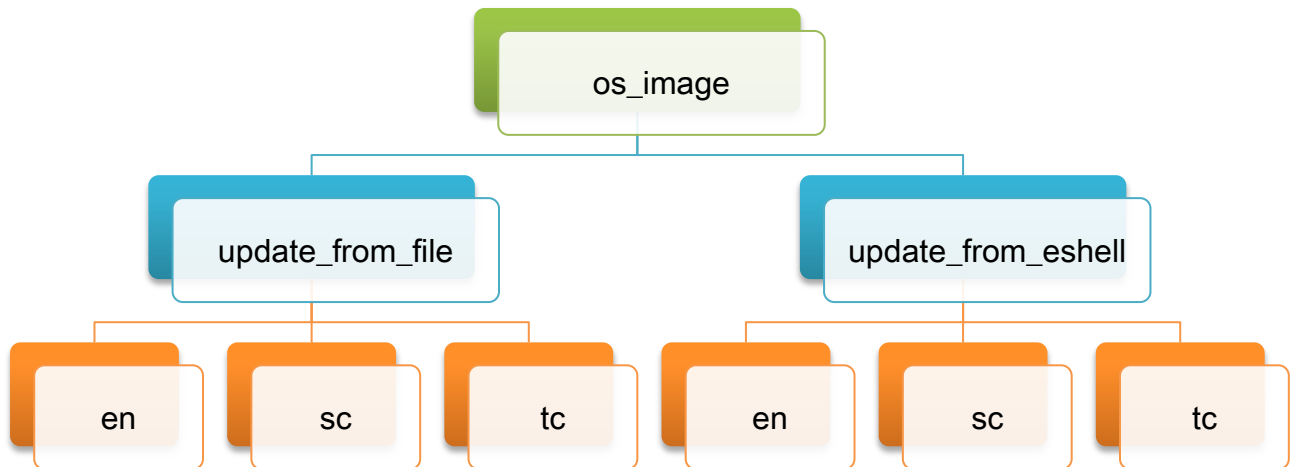 os_image
update_from_file
update_from_eshell
en
sc
tc
en
sc
tc